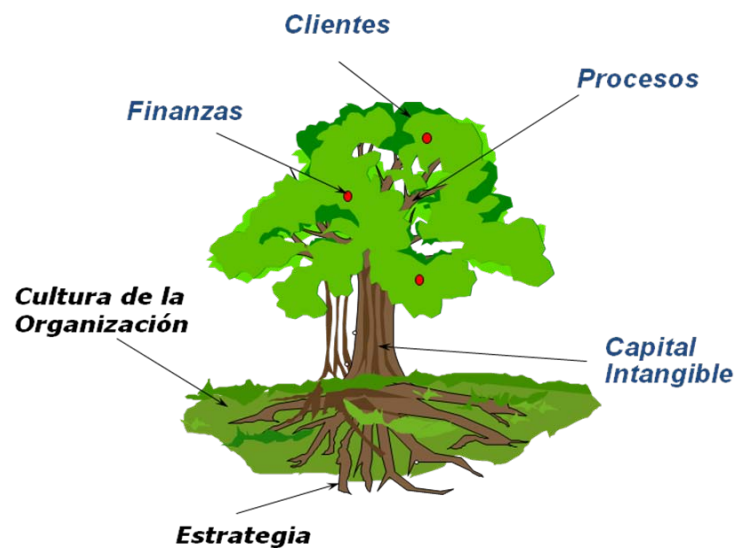 Clientes
Procesos
Finanzas
Cultura de la
Organización
Capital
Intangible
Estrategia